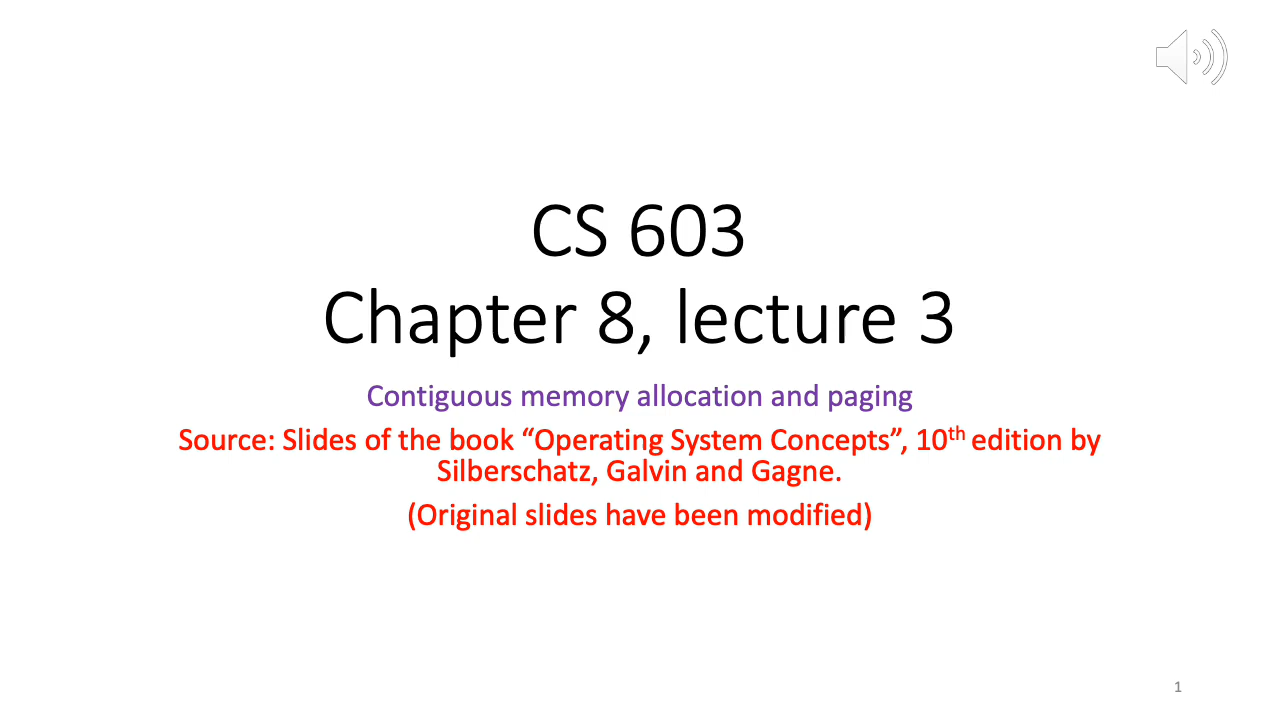 CS 603
Chapter 8, lecture 3
Contiguous memory allocation and paging
Source: Slides of the book “Operating System Concepts”, 10th edition by
Silberschatz, Galvin and Gagne.
(Original slides have been modified)
1